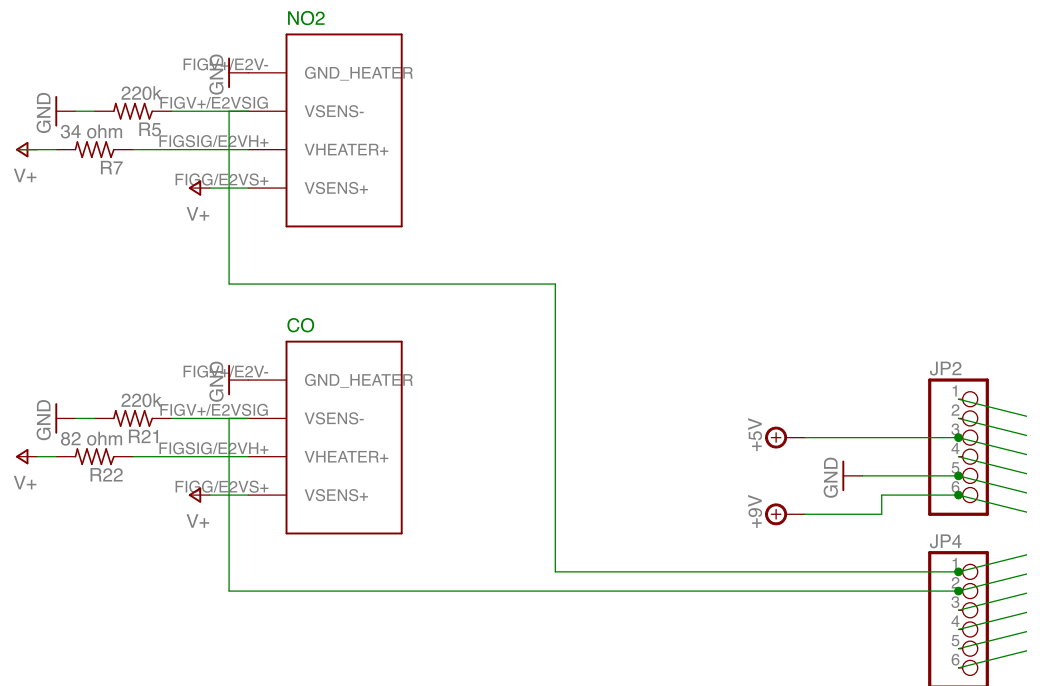 NO2
FIGV+/E2V-
GND
GND_HEATER
220k
FIGV+/E2VSIG
VSENS-
GND
34 ohm
R5
FIGSIG/E2VH+
VHEATER+
V+
R7
FIGG/E2VS+
VSENS+
V+
CO
FIGV+/E2V-
GND
GND_HEATER
220k
FIGV+/E2VSIG
VSENS-
GND
82 ohm
R21
FIGSIG/E2VH+
VHEATER+
V+
R22
FIGG/E2VS+
VSENS+
V+
JP2
1
2
3
4
5
6
+5V
GND
+9V
JP4
1
2
3
4
5
6